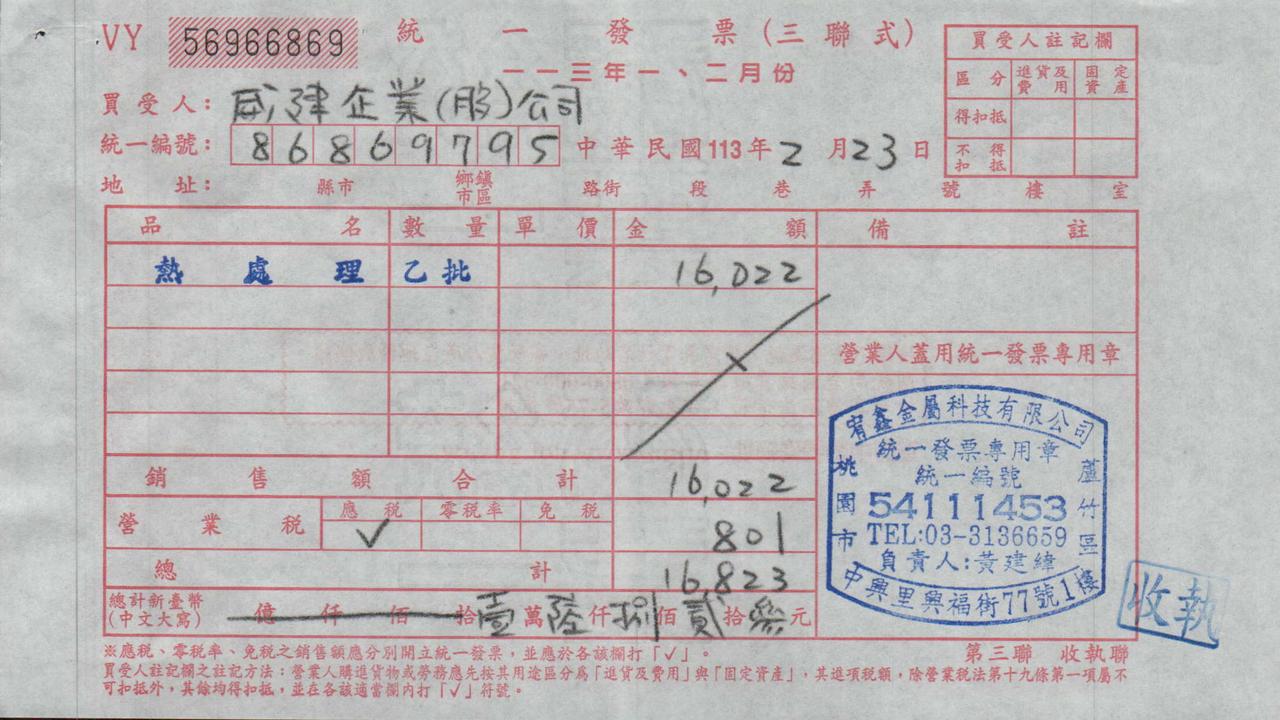 VY 56966869 統一發票(三聯式)
一一三年一、二月份
買受人註記欄
區分 進貨及費用 固定資產
得扣抵
不得扣抵
買受人: 威津企業(股)公司
統一編號: 86869795 中華民國113年2月23日
地址: 縣市 鄉鎮市區 路街 段 巷 弄 號 樓 室
品名 數量 單價 金額 備註
熱處理 乙批 16,022
營業人蓋用統一發票專用章
銷售額合計 16,022
營業稅 應稅 零稅率 免稅 801
✓
總計 16,823
總計新臺幣(中文大寫) 億仟佰拾壹萬陸仟捌佰貳拾參元
宥鑫金屬科技有限公司
統一發票專用章
統一編號
54111453
TEL:03-3136659
負責人:黃建緯
桃園市
蘆竹區
中興里興福街77號1樓
收執
第三聯 收執聯
※應稅、零稅率、免稅之銷售額應分別開立統一發票,並應於各該欄打「✓」。
買受人註記欄之註記方法:營業人購進貨物或勞務應先按其用途區分為「進貨及費用」與「固定資產」,其進項稅額,除營業稅法第十九條第一項屬不
可扣抵外,其餘均得扣抵,並在各該適當欄內打「✓」符號。